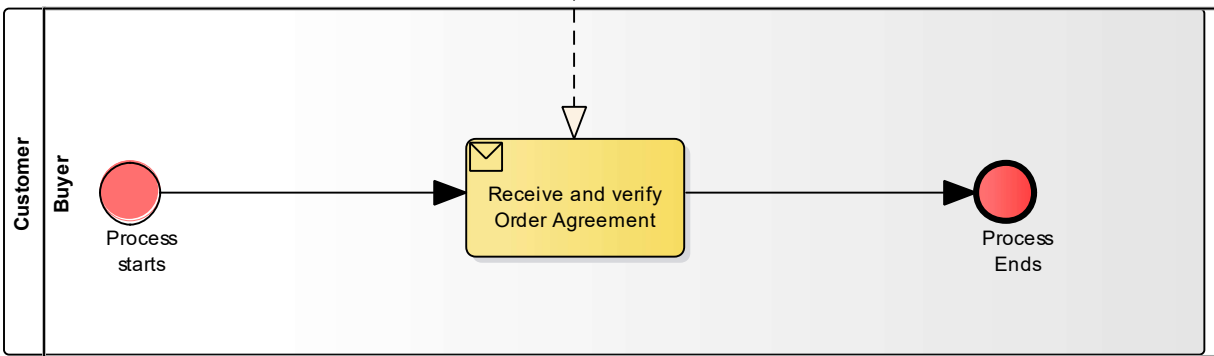 Customer
Buyer
Process
starts
Receive and verify
Order Agreement
Process
Ends